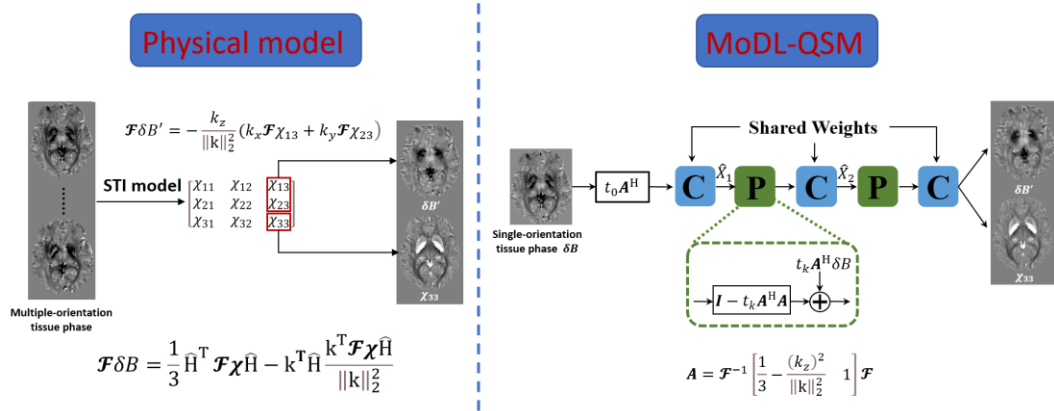 Physical model
𝓕δB′ = − k_z / ‖k‖₂² (k_x𝓕χ₁₃ + k_y𝓕χ₂₃)
STI model
χ₁₁ χ₁₂ χ₁₃
χ₂₁ χ₂₂ χ₂₃
χ₃₁ χ₃₂ χ₃₃
δB′
χ₃₃
Multiple-orientation
tissue phase
𝓕δB = 1/3 Ĥᵀ𝓕χĤ − kᵀĤ kᵀ𝓕χĤ / ‖k‖₂²
MoDL-QSM
Shared Weights
t₀Aᴴ
C
X̂₁
P
C
X̂₂
P
C
δB′
Single-orientation
tissue phase δB
χ₃₃
t_kAᴴδB
I − t_kAᴴA
+
A = 𝓕⁻¹ [1/3 − (k_z)² / ‖k‖₂² 1] 𝓕